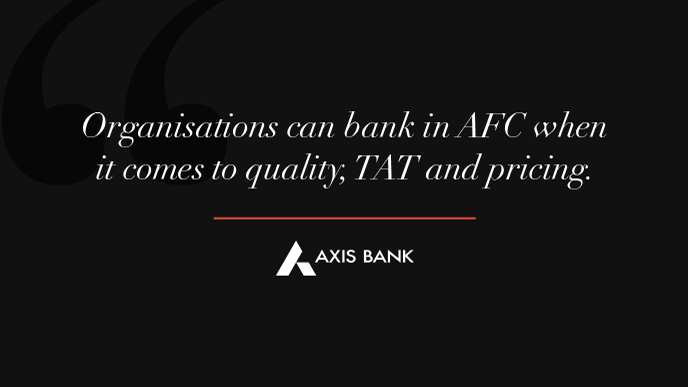 Organisations can bank in AFC when
it comes to quality, TAT and pricing.
AXIS BANK